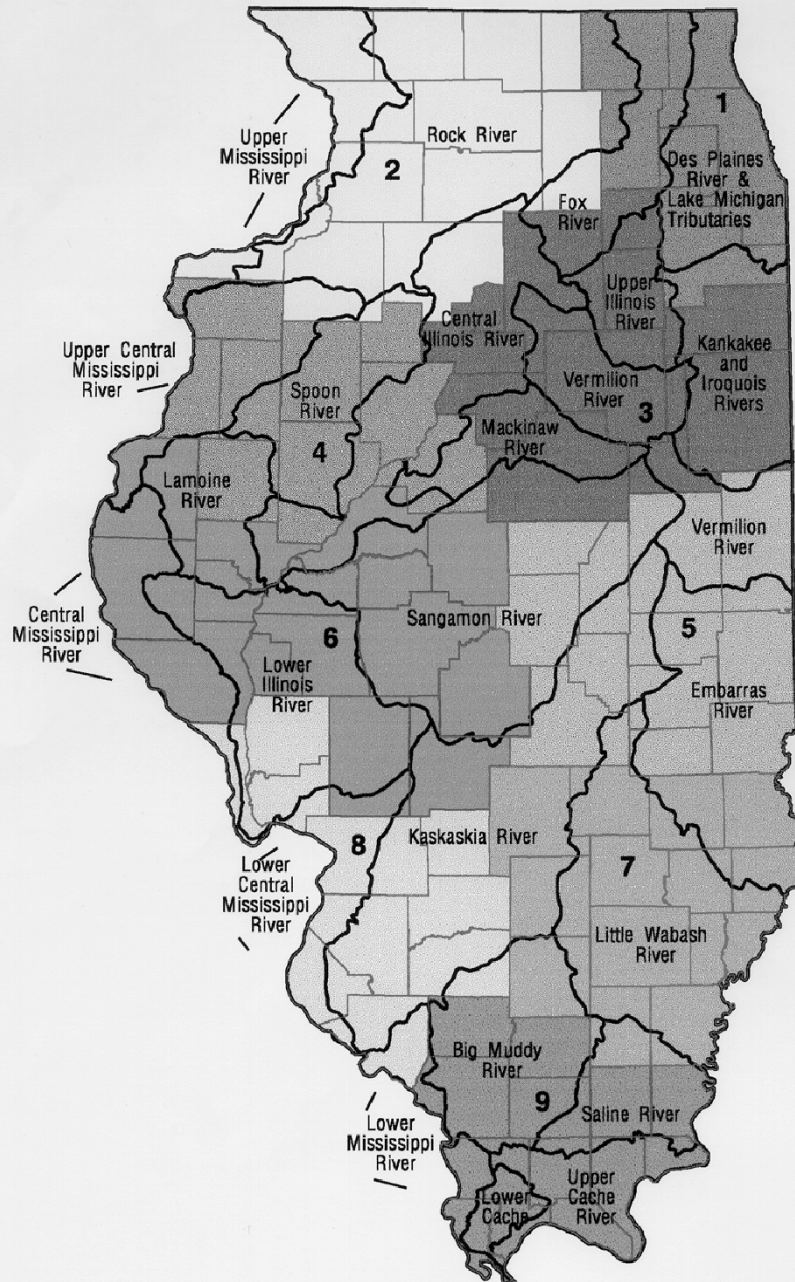 1
Upper
Mississippi
River
Rock River
2
Des Plaines
River &
Lake Michigan
Tributaries
Fox
River
Upper
Illinois
River
Central
Illinois River
Kankakee
and
Iroquois
Rivers
Upper Central
Mississippi
River
Spoon
River
Vermilion
River
3
Mackinaw
River
4
Lamoine
River
Vermilion
River
Central
Mississippi
River
Sangamon River
6
Lower
Illinois
River
5
Embarras
River
8
Kaskaskia River
7
Lower
Central
Mississippi
River
Little Wabash
River
Big Muddy
River
9
Saline River
Lower
Mississippi
River
Lower
Cache
Upper
Cache
River